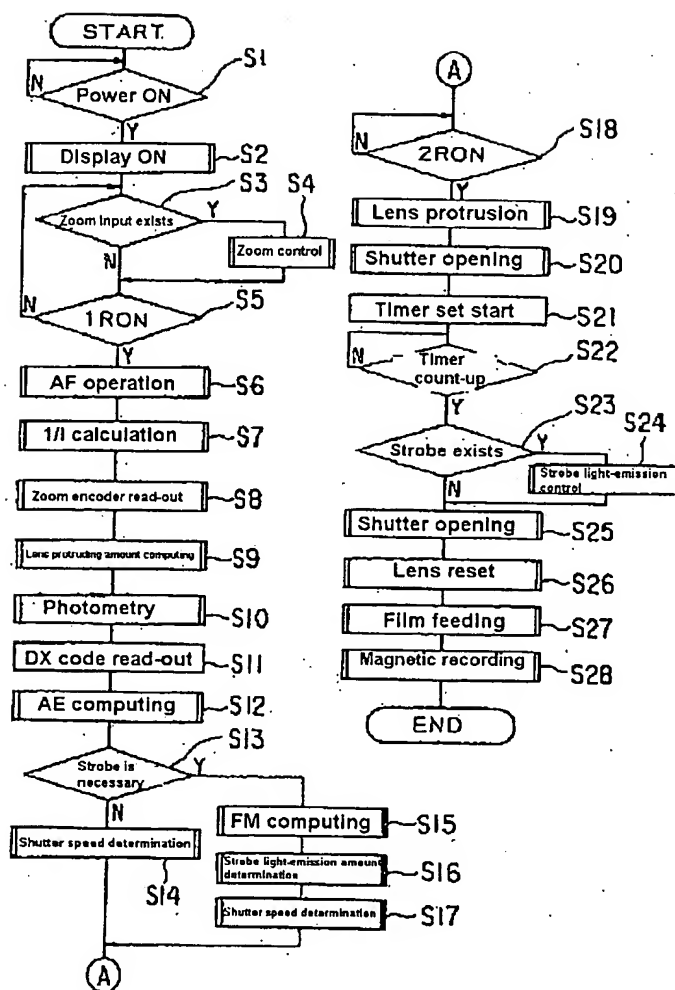 START
S1
N
Power ON
Y
Display ON
S2
S3
S4
Zoom Input exists
Y
Zoom control
N
S5
N
1RON
Y
AF operation
S6
1/I calculation
S7
Zoom encoder read-out
S8
Lens protruding amount computing
S9
Photometry
S10
DX code read-out
S11
AE computing
S12
S13
Strobe is
necessary
Y
N
Shutter speed determination
S14
FM computing
S15
Strobe light-emission amount
determination
S16
Shutter speed determination
S17
A
A
S18
N
2RON
Y
Lens protrusion
S19
Shutter opening
S20
Timer set start
S21
N
Timer
count-up
S22
Y
S23
S24
Strobe exists
Y
Strobe light-emission
control
N
Shutter opening
S25
Lens reset
S26
Film feeding
S27
Magnetic recording
S28
END